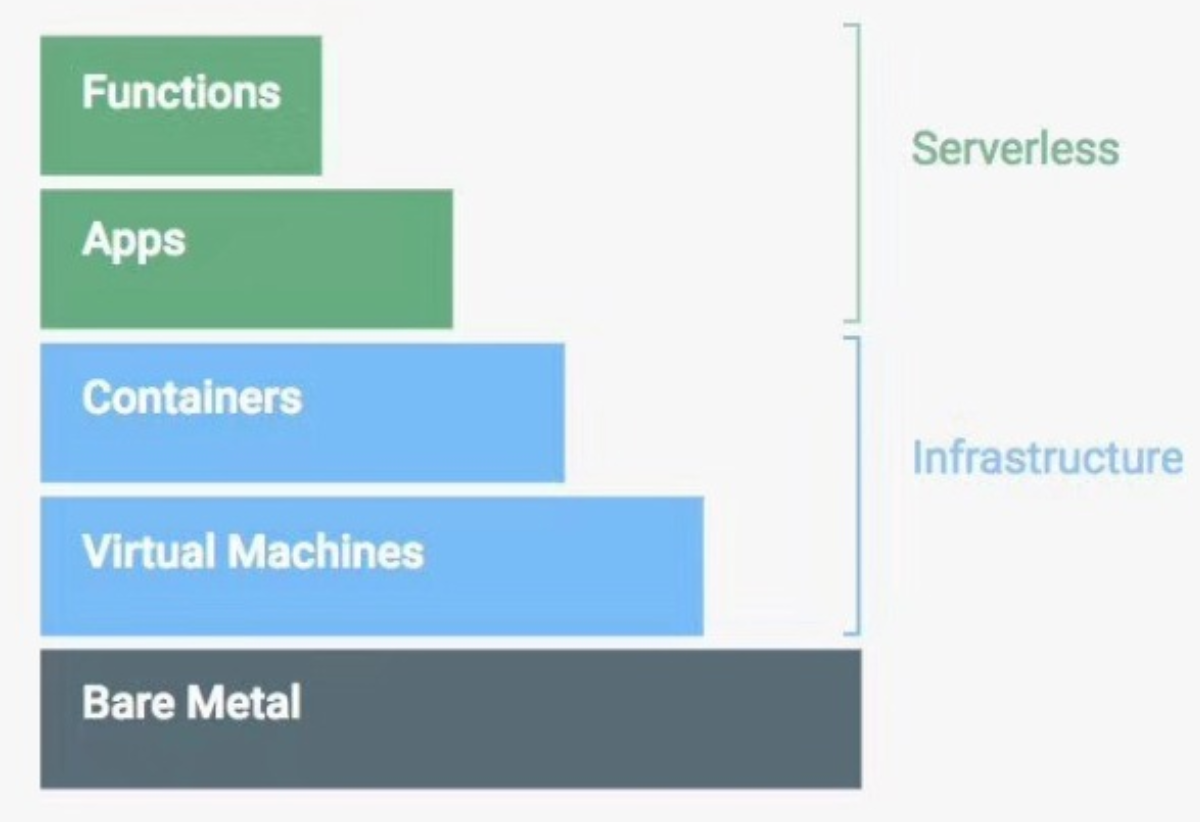 Functions
Serverless
Apps
Containers
Infrastructure
Virtual Machines
Bare Metal